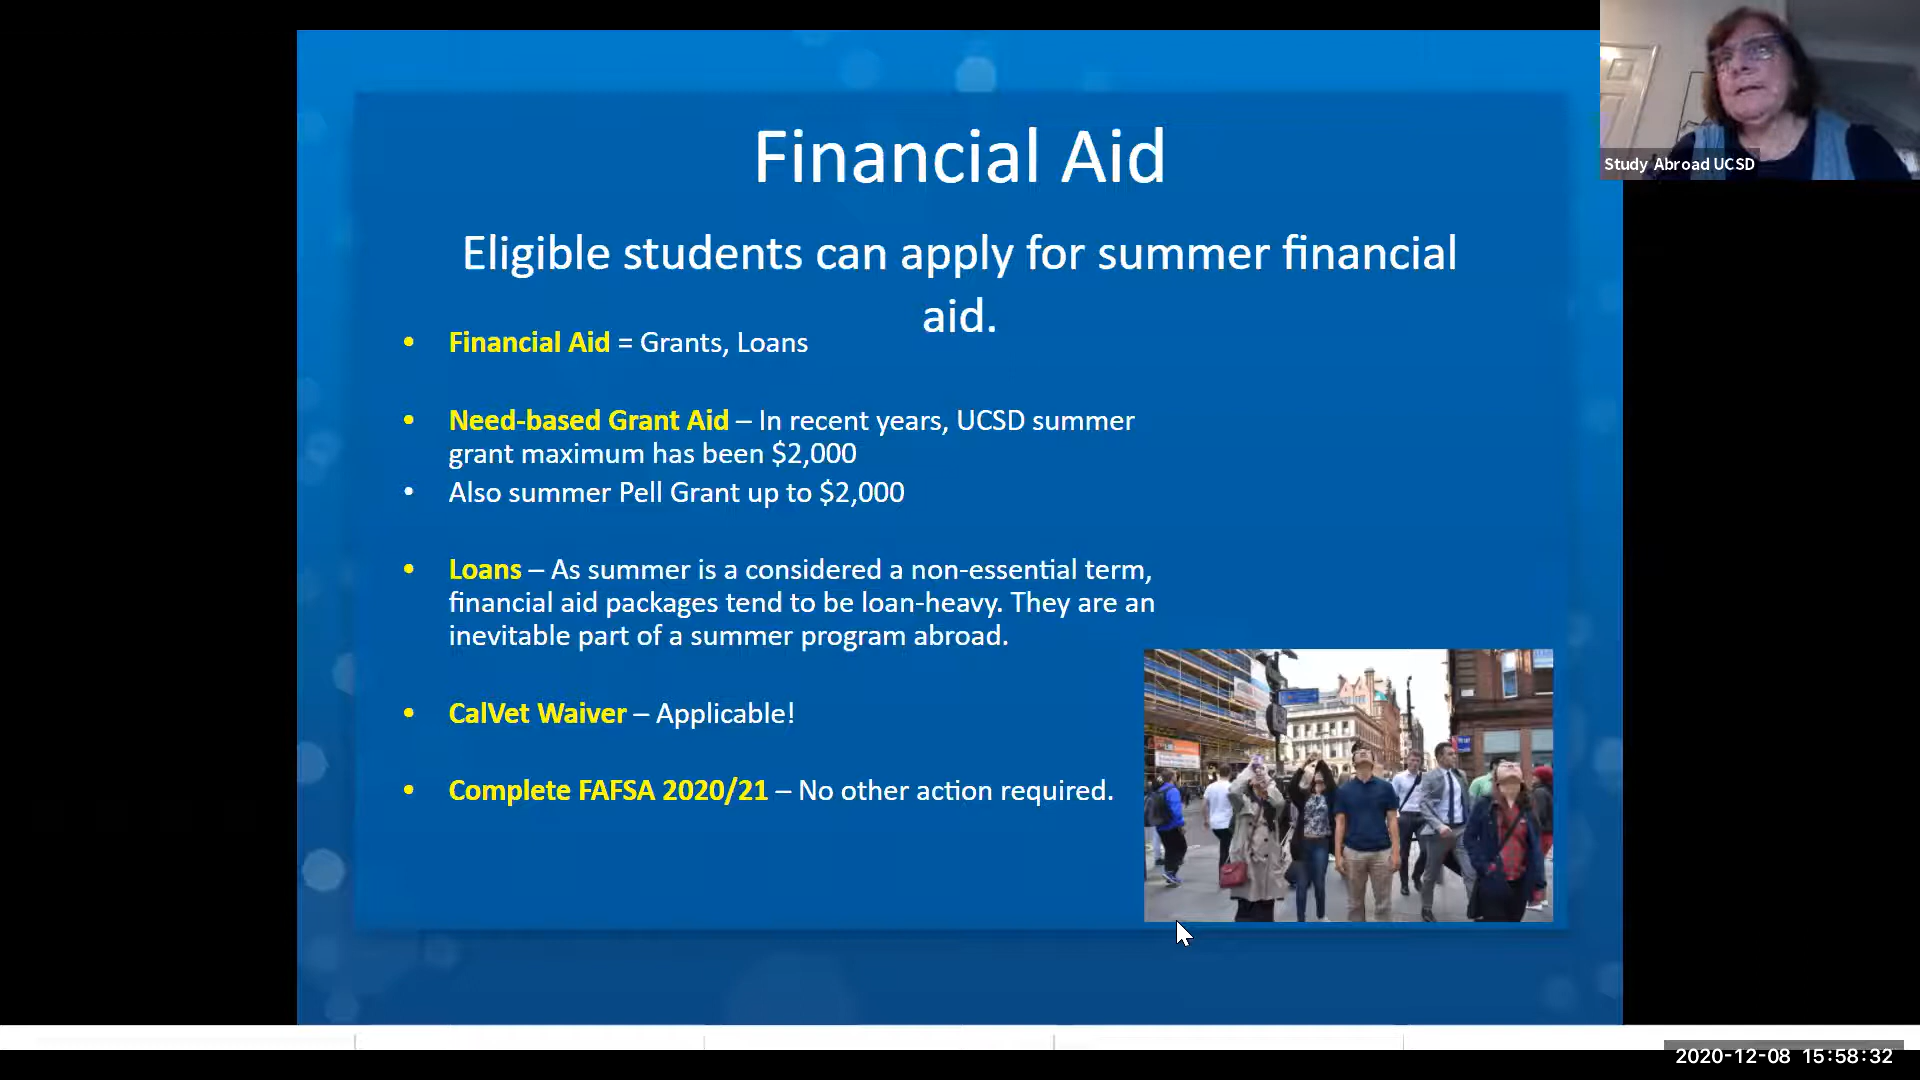 Financial Aid
Eligible students can apply for summer financial
aid.
• Financial Aid = Grants, Loans
• Need-based Grant Aid – In recent years, UCSD summer
grant maximum has been $2,000
• Also summer Pell Grant up to $2,000
• Loans – As summer is a considered a non-essential term,
financial aid packages tend to be loan-heavy. They are an
inevitable part of a summer program abroad.
• CalVet Waiver – Applicable!
• Complete FAFSA 2020/21 – No other action required.
Study Abroad UCSD
2020-12-08 15:58:32